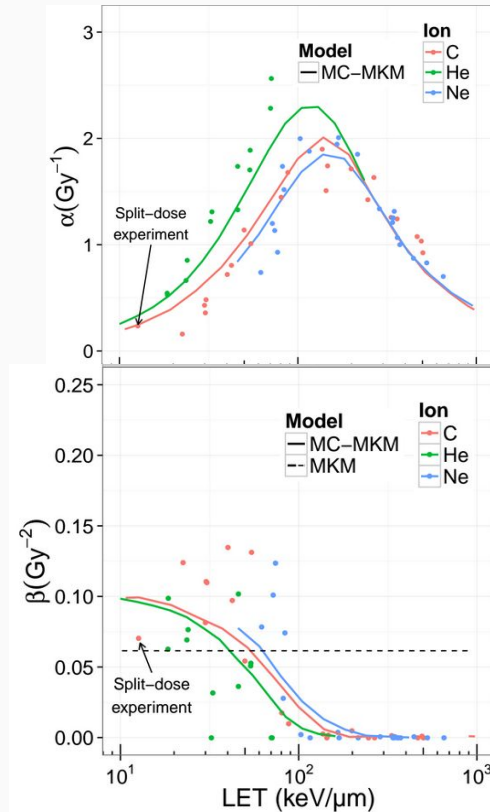 3
2
1
0
α(Gy⁻¹)
Model
MC−MKM
Ion
C
He
Ne
Split−dose
experiment
0.25
0.20
0.15
0.10
0.05
0.00
β(Gy⁻²)
Model
MC−MKM
MKM
Ion
C
He
Ne
Split−dose
experiment
10¹
10²
10³
LET (keV/μm)